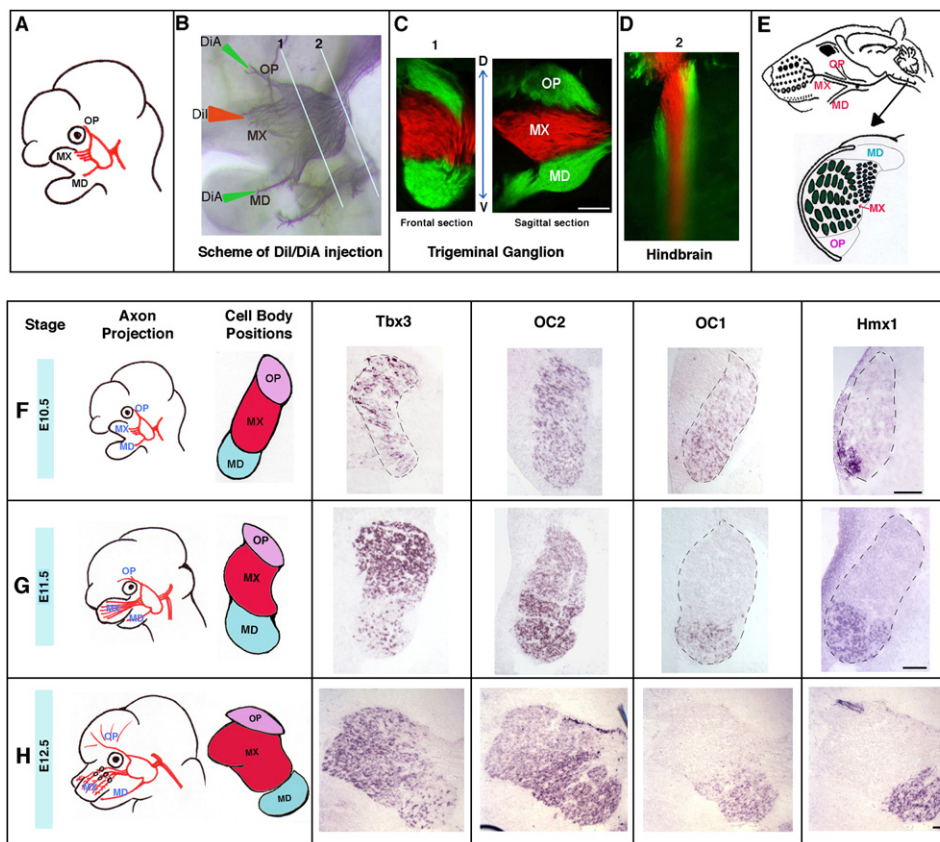 A
OP
MX
MD
B
1
2
DiA
OP
DiI
MX
DiA
MD
Scheme of DiI/DiA injection
C
1
D
V
OP
MX
MD
Frontal section
Sagittal section
Trigeminal Ganglion
D
2
Hindbrain
E
OP
MX
MD
MD
MX
OP
Stage
Axon
Projection
Cell Body
Positions
Tbx3
OC2
OC1
Hmx1
F
E10.5
OP
MX
MD
OP
MX
MD
G
E11.5
OP
MX
MD
OP
MX
MD
H
E12.5
OP
MX
MD
OP
MX
MD